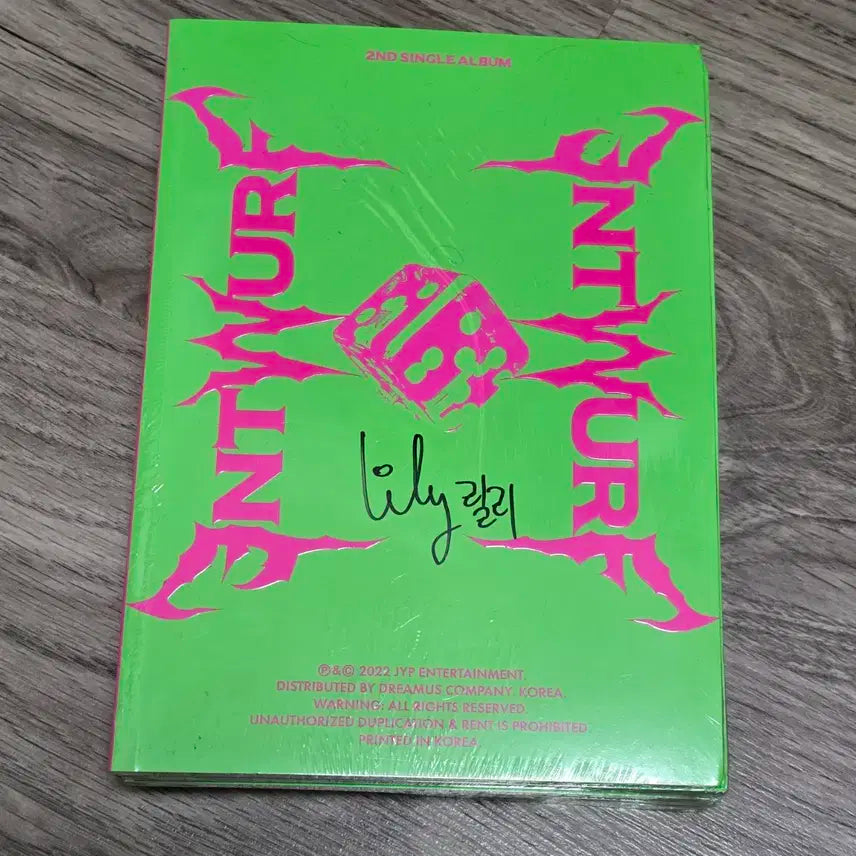 2ND SINGLE ALBUM
ENTWURF
ENTWURF
lily 릴리
℗&© 2022 JYP ENTERTAINMENT.
DISTRIBUTED BY DREAMUS COMPANY. KOREA.
WARNING: ALL RIGHTS RESERVED.
UNAUTHORIZED DUPLICATION & RENT IS PROHIBITED
PRINTED IN KOREA.